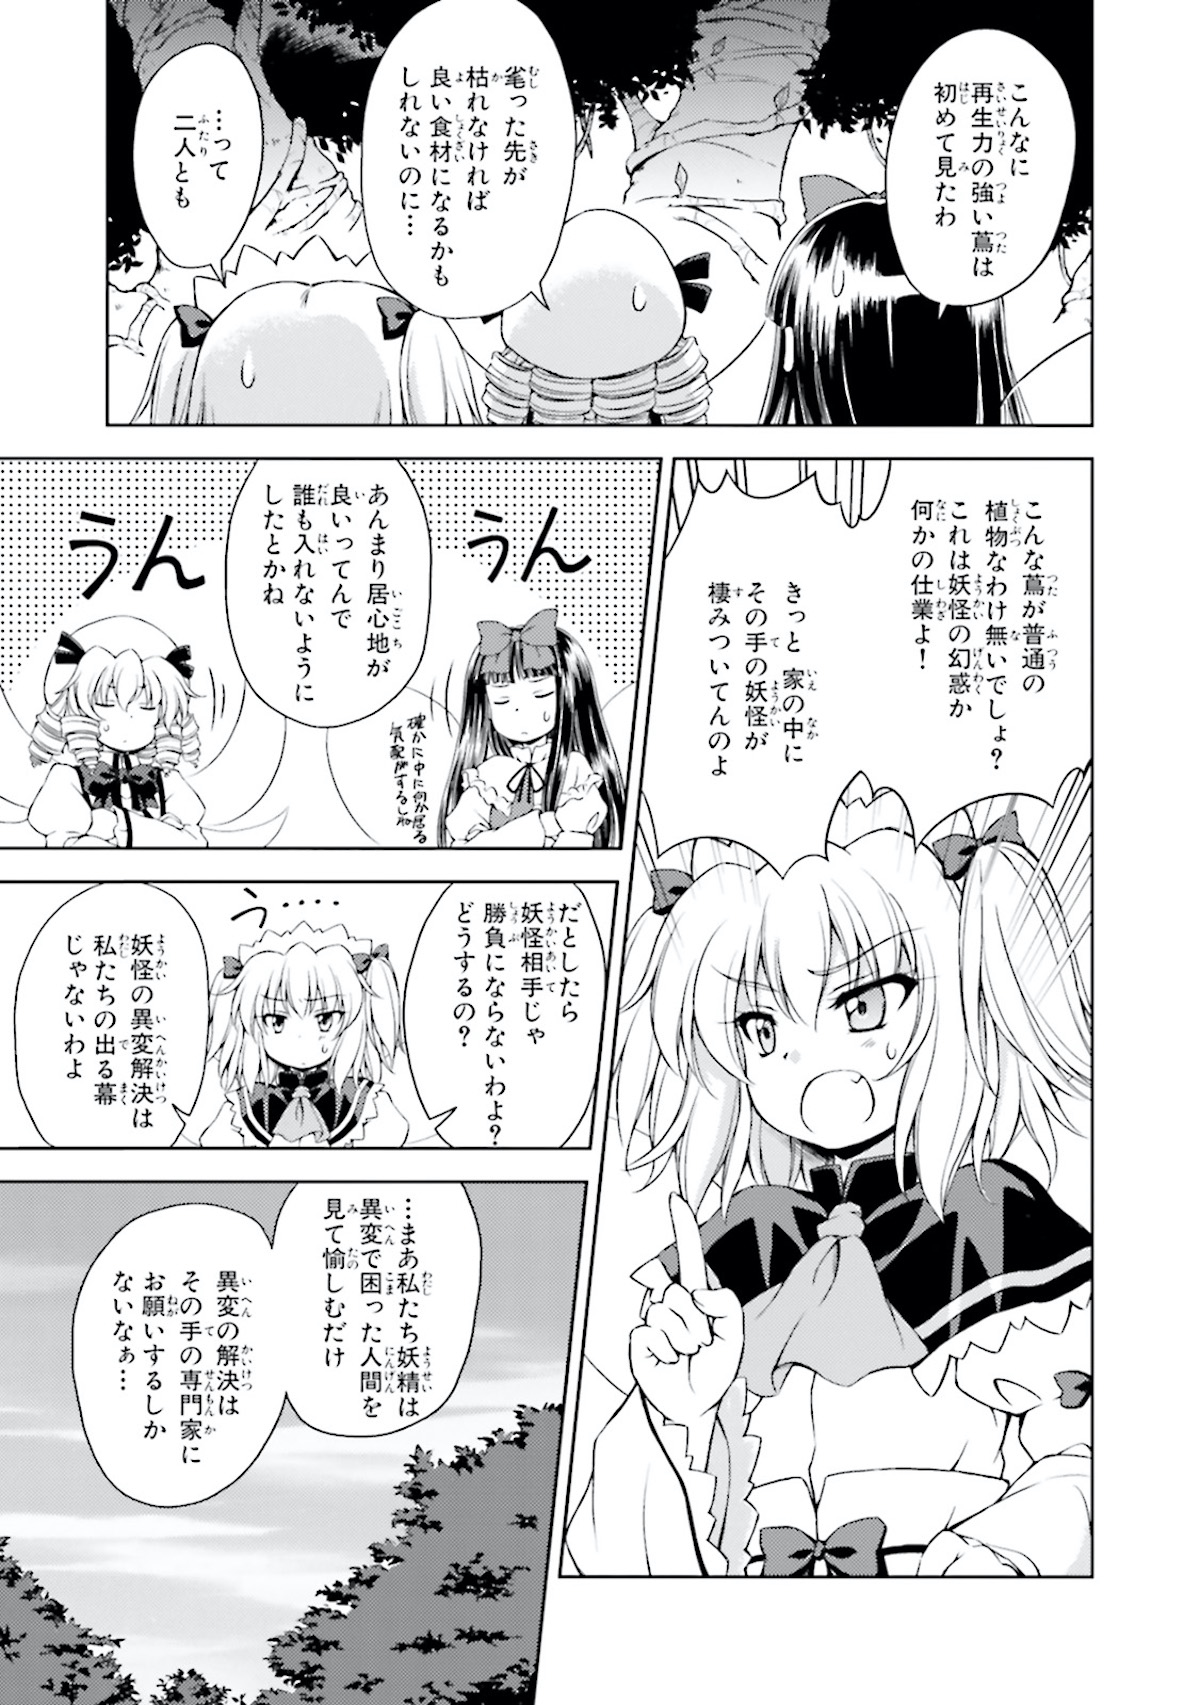 こんなに
再生力の強い蔦は
初めて見たわ
毟った先が
枯れなければ
良い食材になるかも
しれないのに…
…って
二人とも
こんな蔦が普通の
植物なわけ無いでしょ？
これは妖怪の幻惑か
何かの仕業よ！
きっと 家の中に
その手の妖怪が
棲みついてんのよ
うん
確かに中に何か居る
気配がするしね
あんまり居心地が
良いってんで
誰も入れないように
したとかね
うん
だとしたら
妖怪相手じゃ
勝負にならないわよ？
どうするの？
う‥‥
妖怪の異変解決は
私たちの出る幕
じゃないわよ
…まあ私たち妖精は
異変で困った人間を
見て愉しむだけ
異変の解決は
その手の専門家に
お願いするしか
ないなぁ…